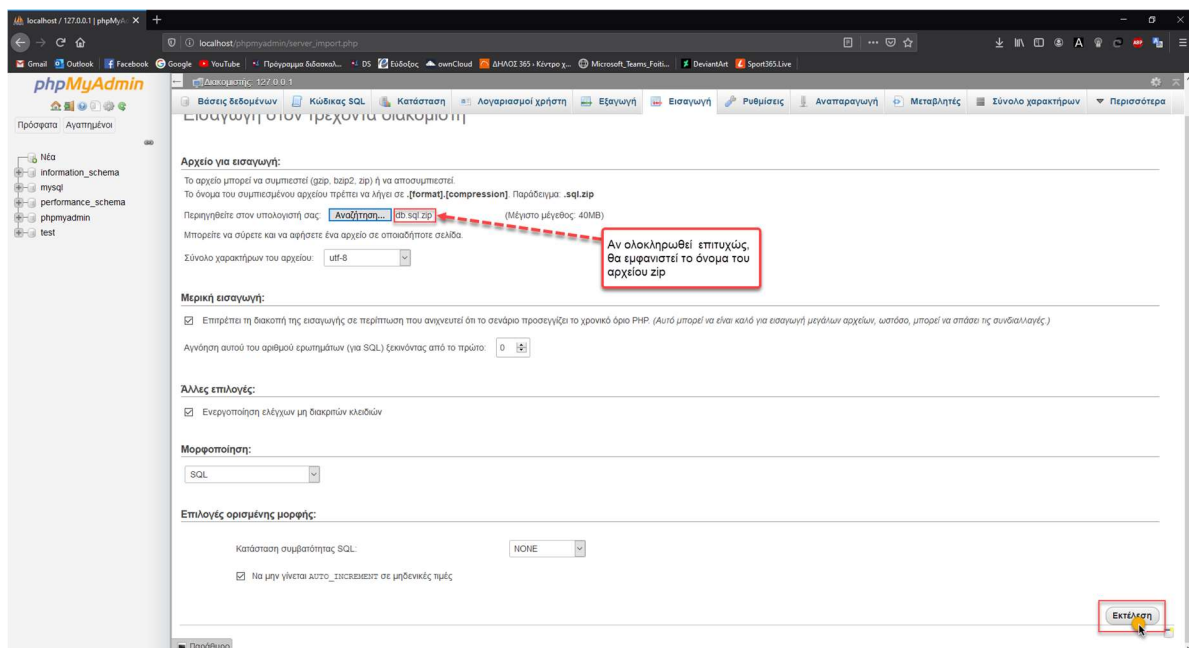 localhost / 127.0.0.1 | phpMyA
localhost/phpmyadmin/server_import.php
Gmail Outlook Facebook Google YouTube Πρόγραμμα διδασκαλ... DS Εύδοξος ownCloud ΔΗΛΟΣ 365 - Κέντρο χ... Microsoft_Teams_Foiti... DeviantArt Sport365.Live
phpMyAdmin
Πρόσφατα Αγαπημένοι
Νέα
information_schema
mysql
performance_schema
phpmyadmin
test
Διακομιστής: 127.0.0.1
Βάσεις δεδομένων Κώδικας SQL Κατάσταση Λογαριασμοί χρήστη Εξαγωγή Εισαγωγή Ρυθμίσεις Αναπαραγωγή Μεταβλητές Σύνολο χαρακτήρων Περισσότερα
Εισαγωγή στον τρέχοντα διακομιστή
Αρχείο για εισαγωγή:
Το αρχείο μπορεί να συμπιεστεί (gzip, bzip2, zip) ή να αποσυμπιεστεί.
Το όνομα του συμπιεσμένου αρχείου πρέπει να λήγει σε .[format].[compression]. Παράδειγμα: .sql.zip
Περιηγηθείτε στον υπολογιστή σας: Αναζήτηση... db.sql.zip (Μέγιστο μέγεθος: 40MB)
Μπορείτε να σύρετε και να αφήσετε ένα αρχείο σε οποιαδήποτε σελίδα.
Σύνολο χαρακτήρων του αρχείου: utf-8
Αν ολοκληρωθεί επιτυχώς,
θα εμφανιστεί το όνομα του
αρχείου zip
Μερική εισαγωγή:
Επιτρέπει τη διακοπή της εισαγωγής σε περίπτωση που ανιχνευτεί ότι το σενάριο προσεγγίζει το χρονικό όριο PHP. (Αυτό μπορεί να είναι καλό για εισαγωγή μεγάλων αρχείων, ωστόσο, μπορεί να σπάσει τις συνδιαλλαγές.)
Αγνόηση αυτού του αριθμού ερωτημάτων (για SQL) ξεκινόντας από το πρώτο: 0
Άλλες επιλογές:
Ενεργοποίηση ελέγχων μη διακριτών κλειδιών
Μορφοποίηση:
SQL
Επιλογές ορισμένης μορφής:
Κατάσταση συμβατότητας SQL: NONE
Να μην γίνεται AUTO_INCREMENT σε μηδενικές τιμές
Εκτέλεση
Παράθυρο